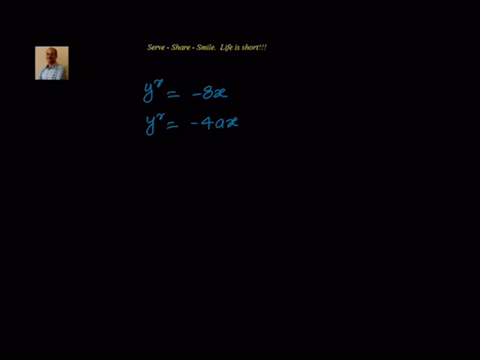 Serve - Share - Smile. Life is short!!!
y² = -8x
y² = -4ax